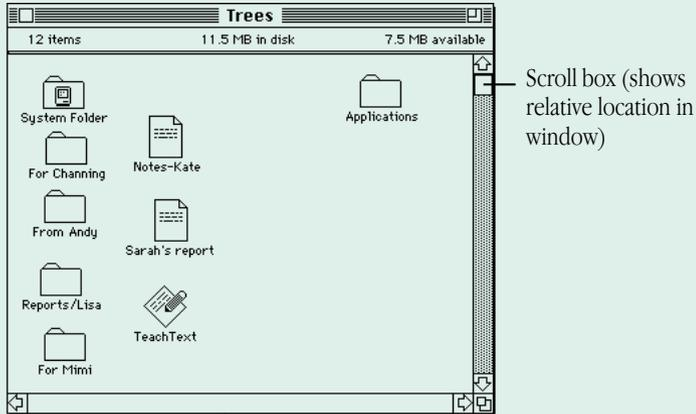 Trees
12 items 11.5 MB in disk 7.5 MB available
System Folder
Applications
For Channing
Notes-Kate
From Andy
Sarah's report
Reports/Lisa
TeachText
For Mimi
Scroll box (shows
relative location in
window)